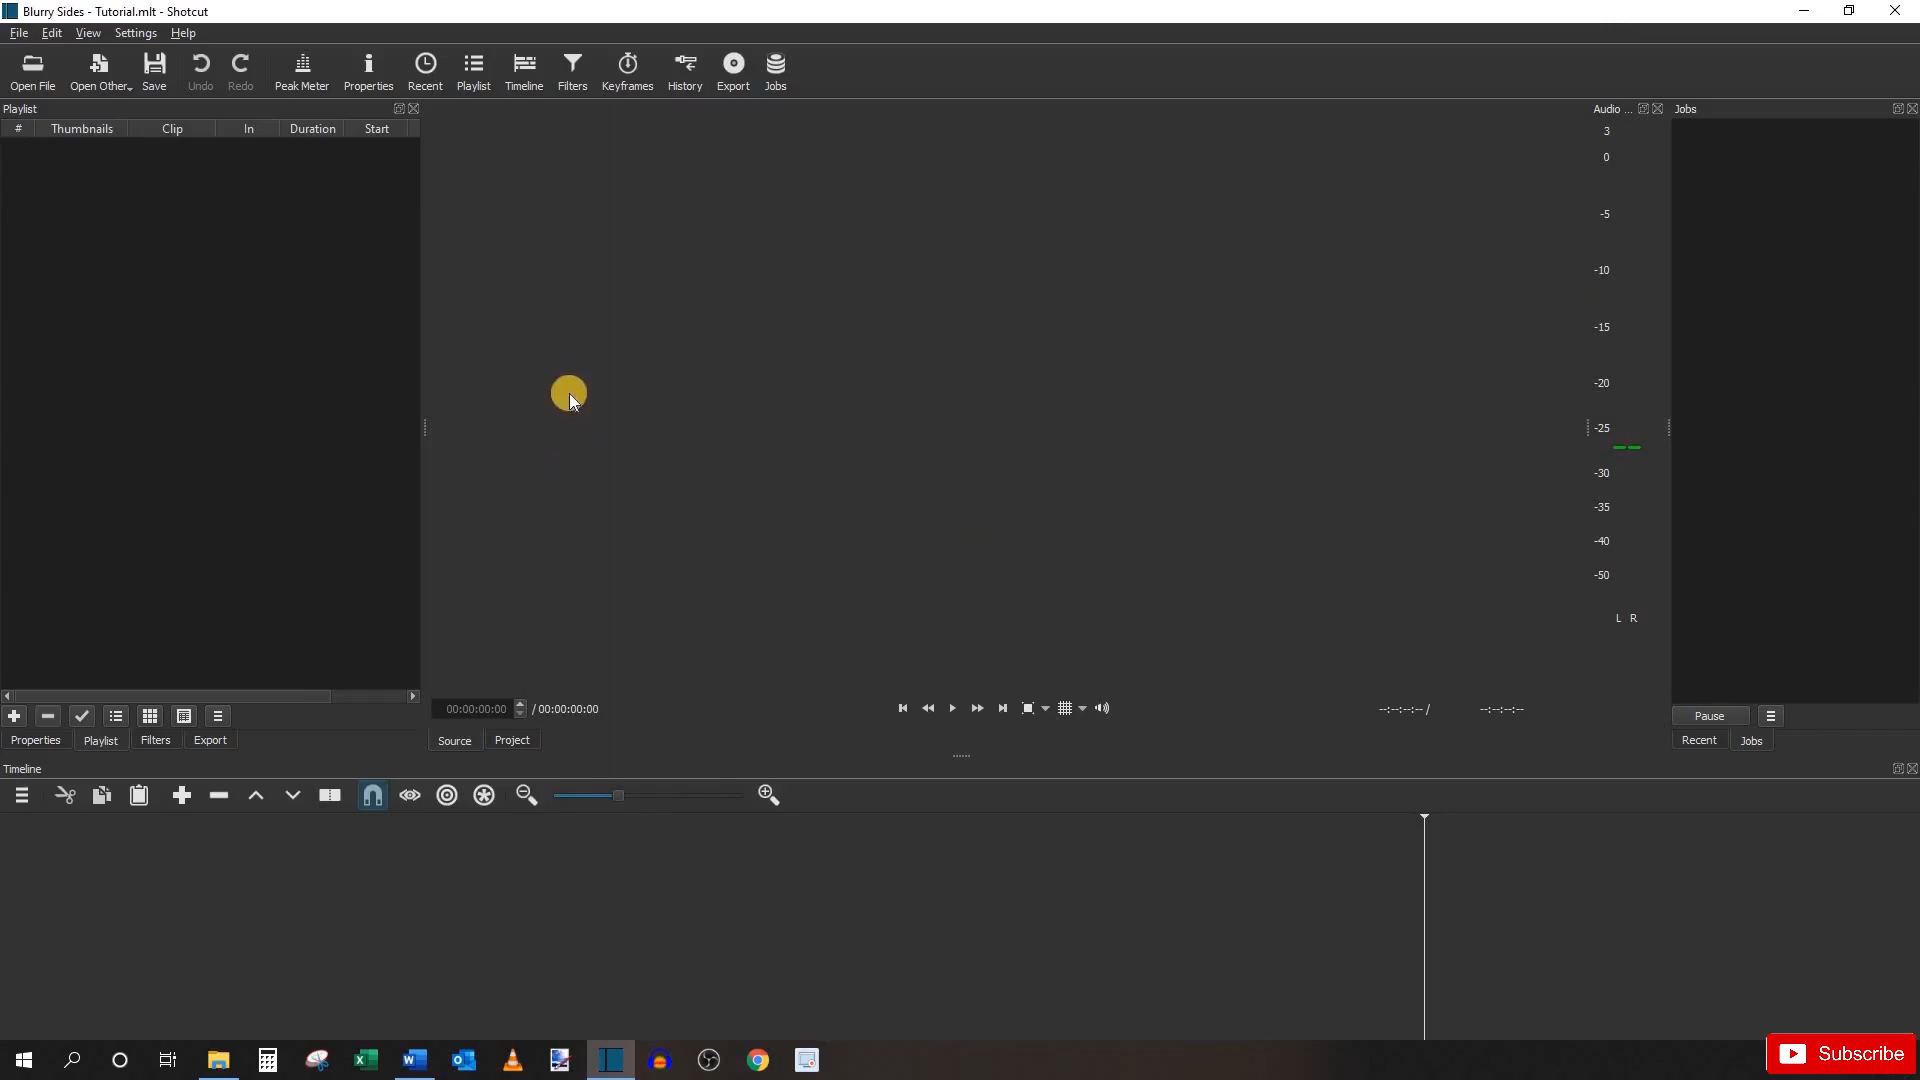 Blurry Sides - Tutorial.mlt - Shotcut
File Edit View Settings Help
Open File Open Other Save Undo Redo Peak Meter Properties Recent Playlist Timeline Filters Keyframes History Export Jobs
Playlist
# Thumbnails Clip In Duration Start
Audio ...
3
0
-5
-10
-15
-20
-25
-30
-35
-40
-50
L R
Jobs
00:00:00:00 / 00:00:00:00
--:--:--:-- / --:--:--:--
Pause
Properties Playlist Filters Export
Source Project
Recent Jobs
Timeline
Subscribe